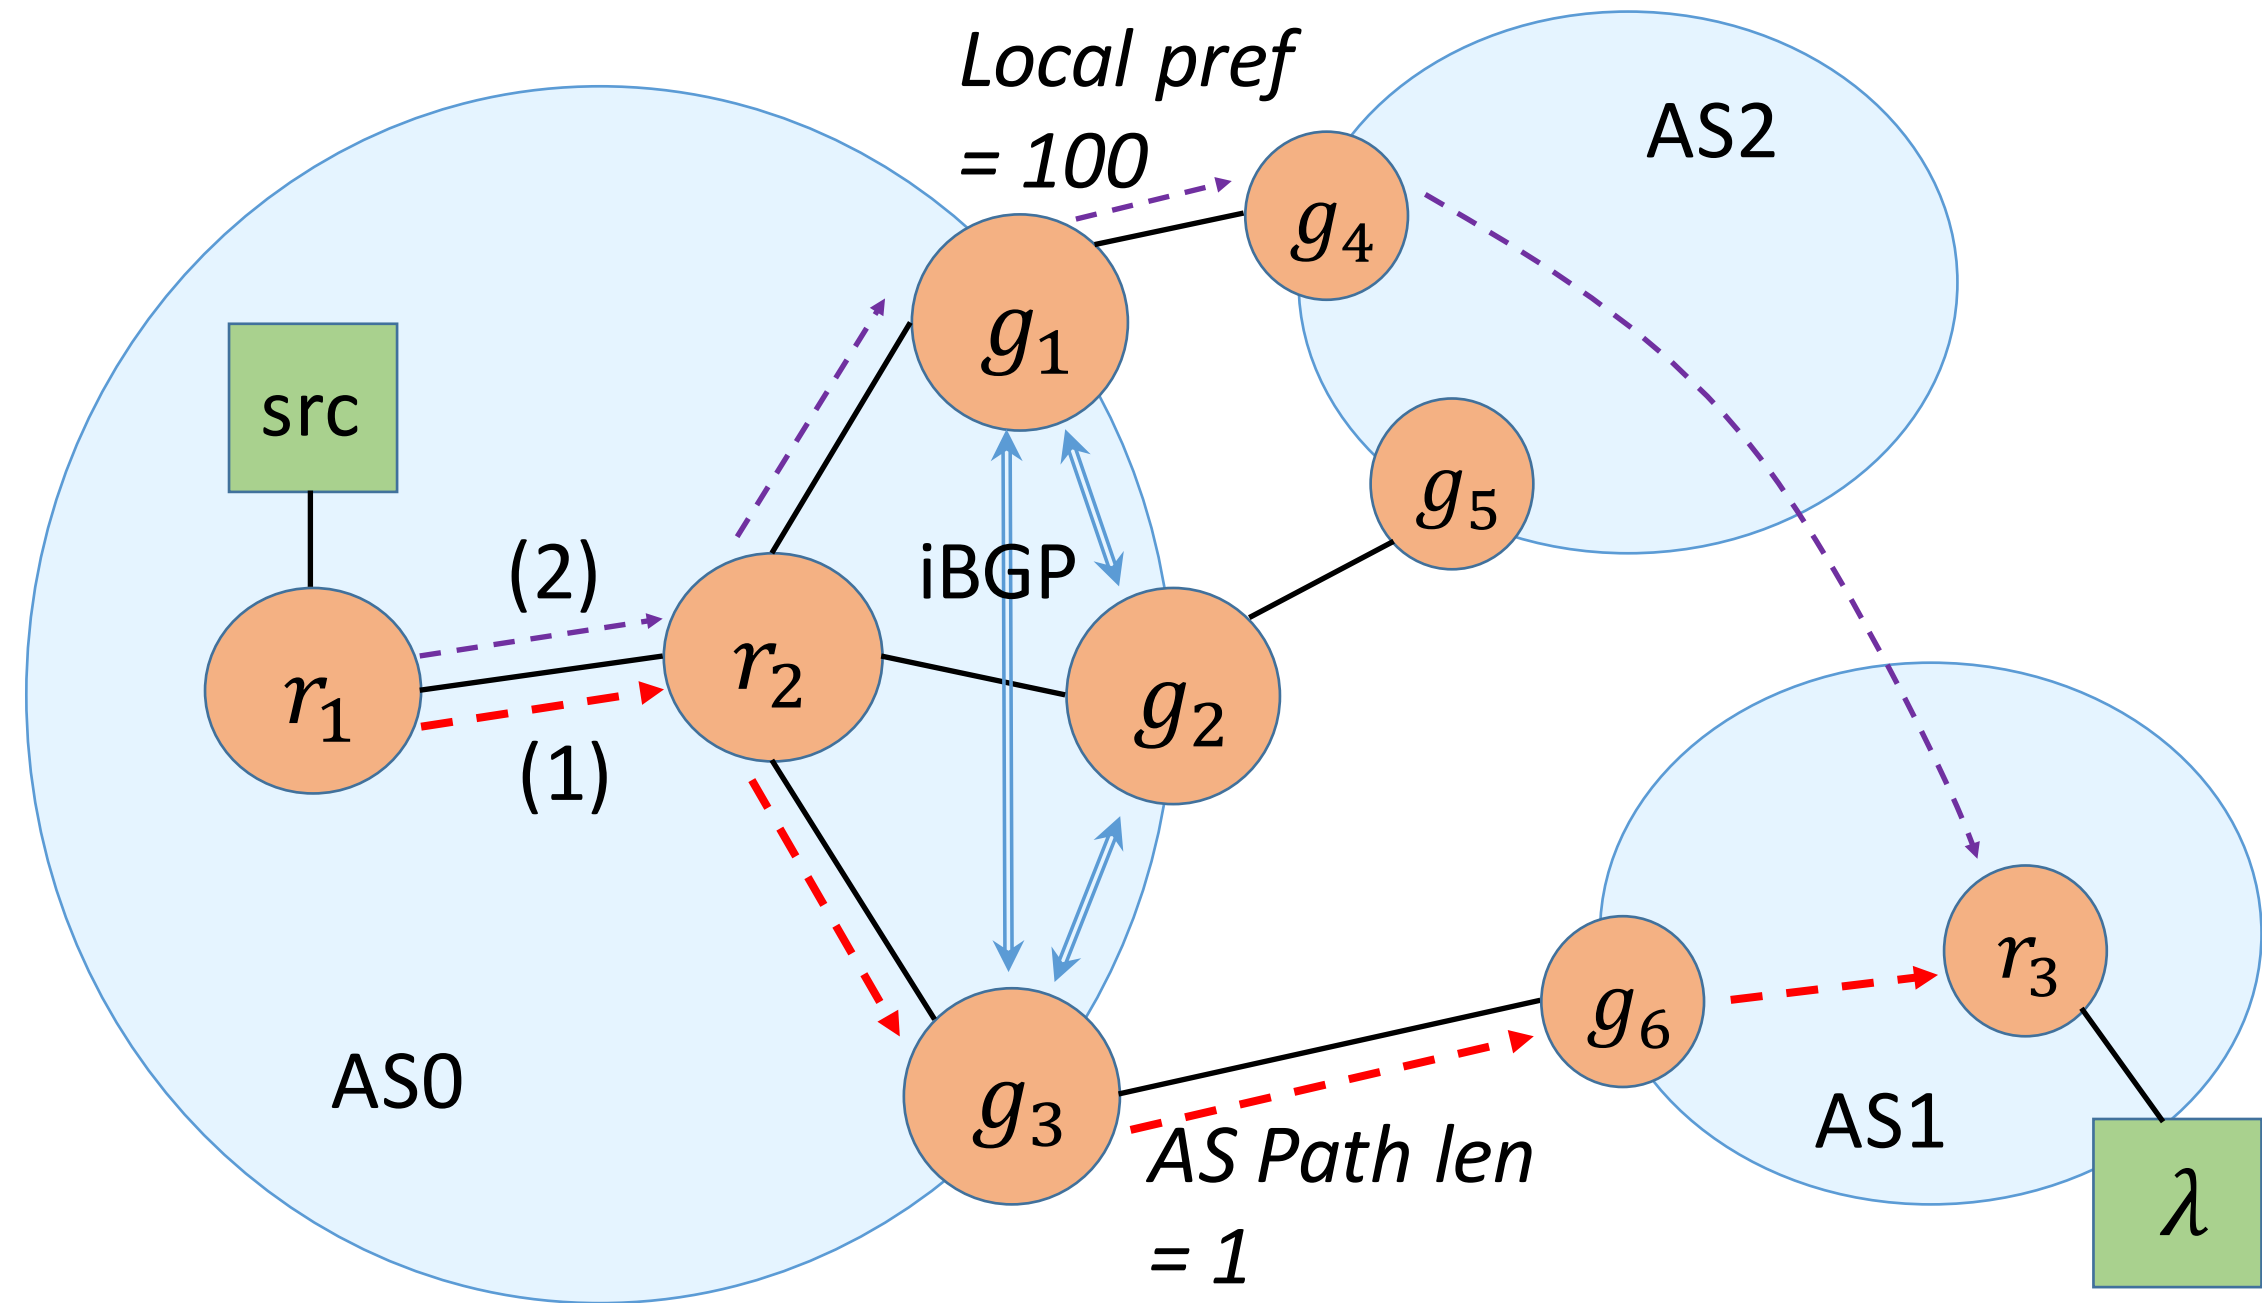 Local pref
= 100
AS2
g4
g1
src
g5
(2)
iBGP
r1
r2
g2
(1)
AS0
g3
g6
r3
AS1
AS Path len
= 1
λ